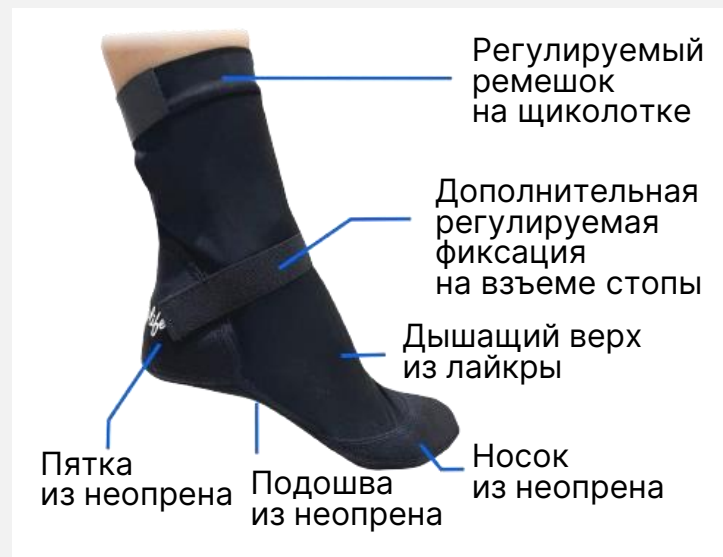 Регулируемый
ремешок
на щиколотке
Дополнительная
регулируемая
фиксация
на взъеме стопы
Дышащий верх
из лайкры
Носок
из неопрена
Пятка
из неопрена
Подошва
из неопрена